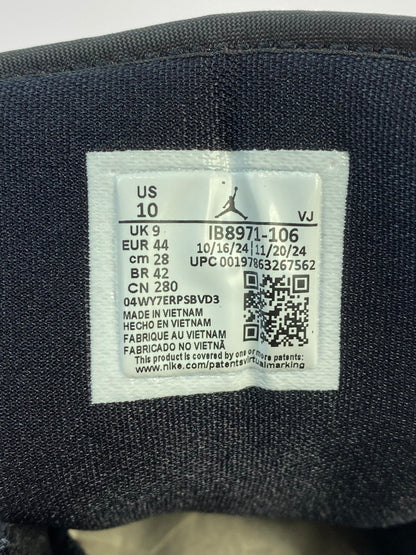 US
10
VJ
UK 9
IB8971-106
EUR 44
10/16/24 11/20/24
cm 28
UPC 00197863267562
BR 42
CN 280
04WY7ERPSBVD3
MADE IN VIETNAM
HECHO EN VIETNAM
FABRIQUE AU VIETNAM
FABRICADO NO VIETNÃ
This product is covered by one or more patents:
www.nike.com/patentsvirtualmarking